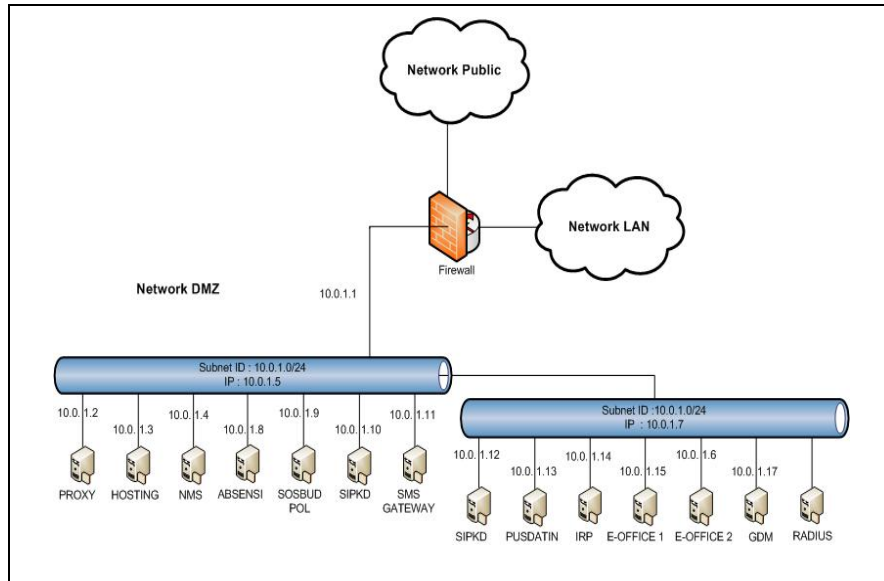 Network Public
Network LAN
Firewall
Network DMZ
10.0.1.1
Subnet ID : 10.0.1.0/24
IP : 10.0.1.5
10.0.1.2
10.0.1.3
10.0.1.4
10.0.1.8
10.0.1.9
10.0.1.10
10.0.1.11
PROXY
HOSTING
NMS
ABSENSI
SOSBUD
POL
SIPKD
SMS
GATEWAY
Subnet ID :10.0.1.0/24
IP : 10.0.1.7
10.0.1.12
10.0.1.13
10.0.1.14
10.0.1.15
10.0.1.6
10.0.1.17
SIPKD
PUSDATIN
IRP
E-OFFICE 1
E-OFFICE 2
GDM
RADIUS